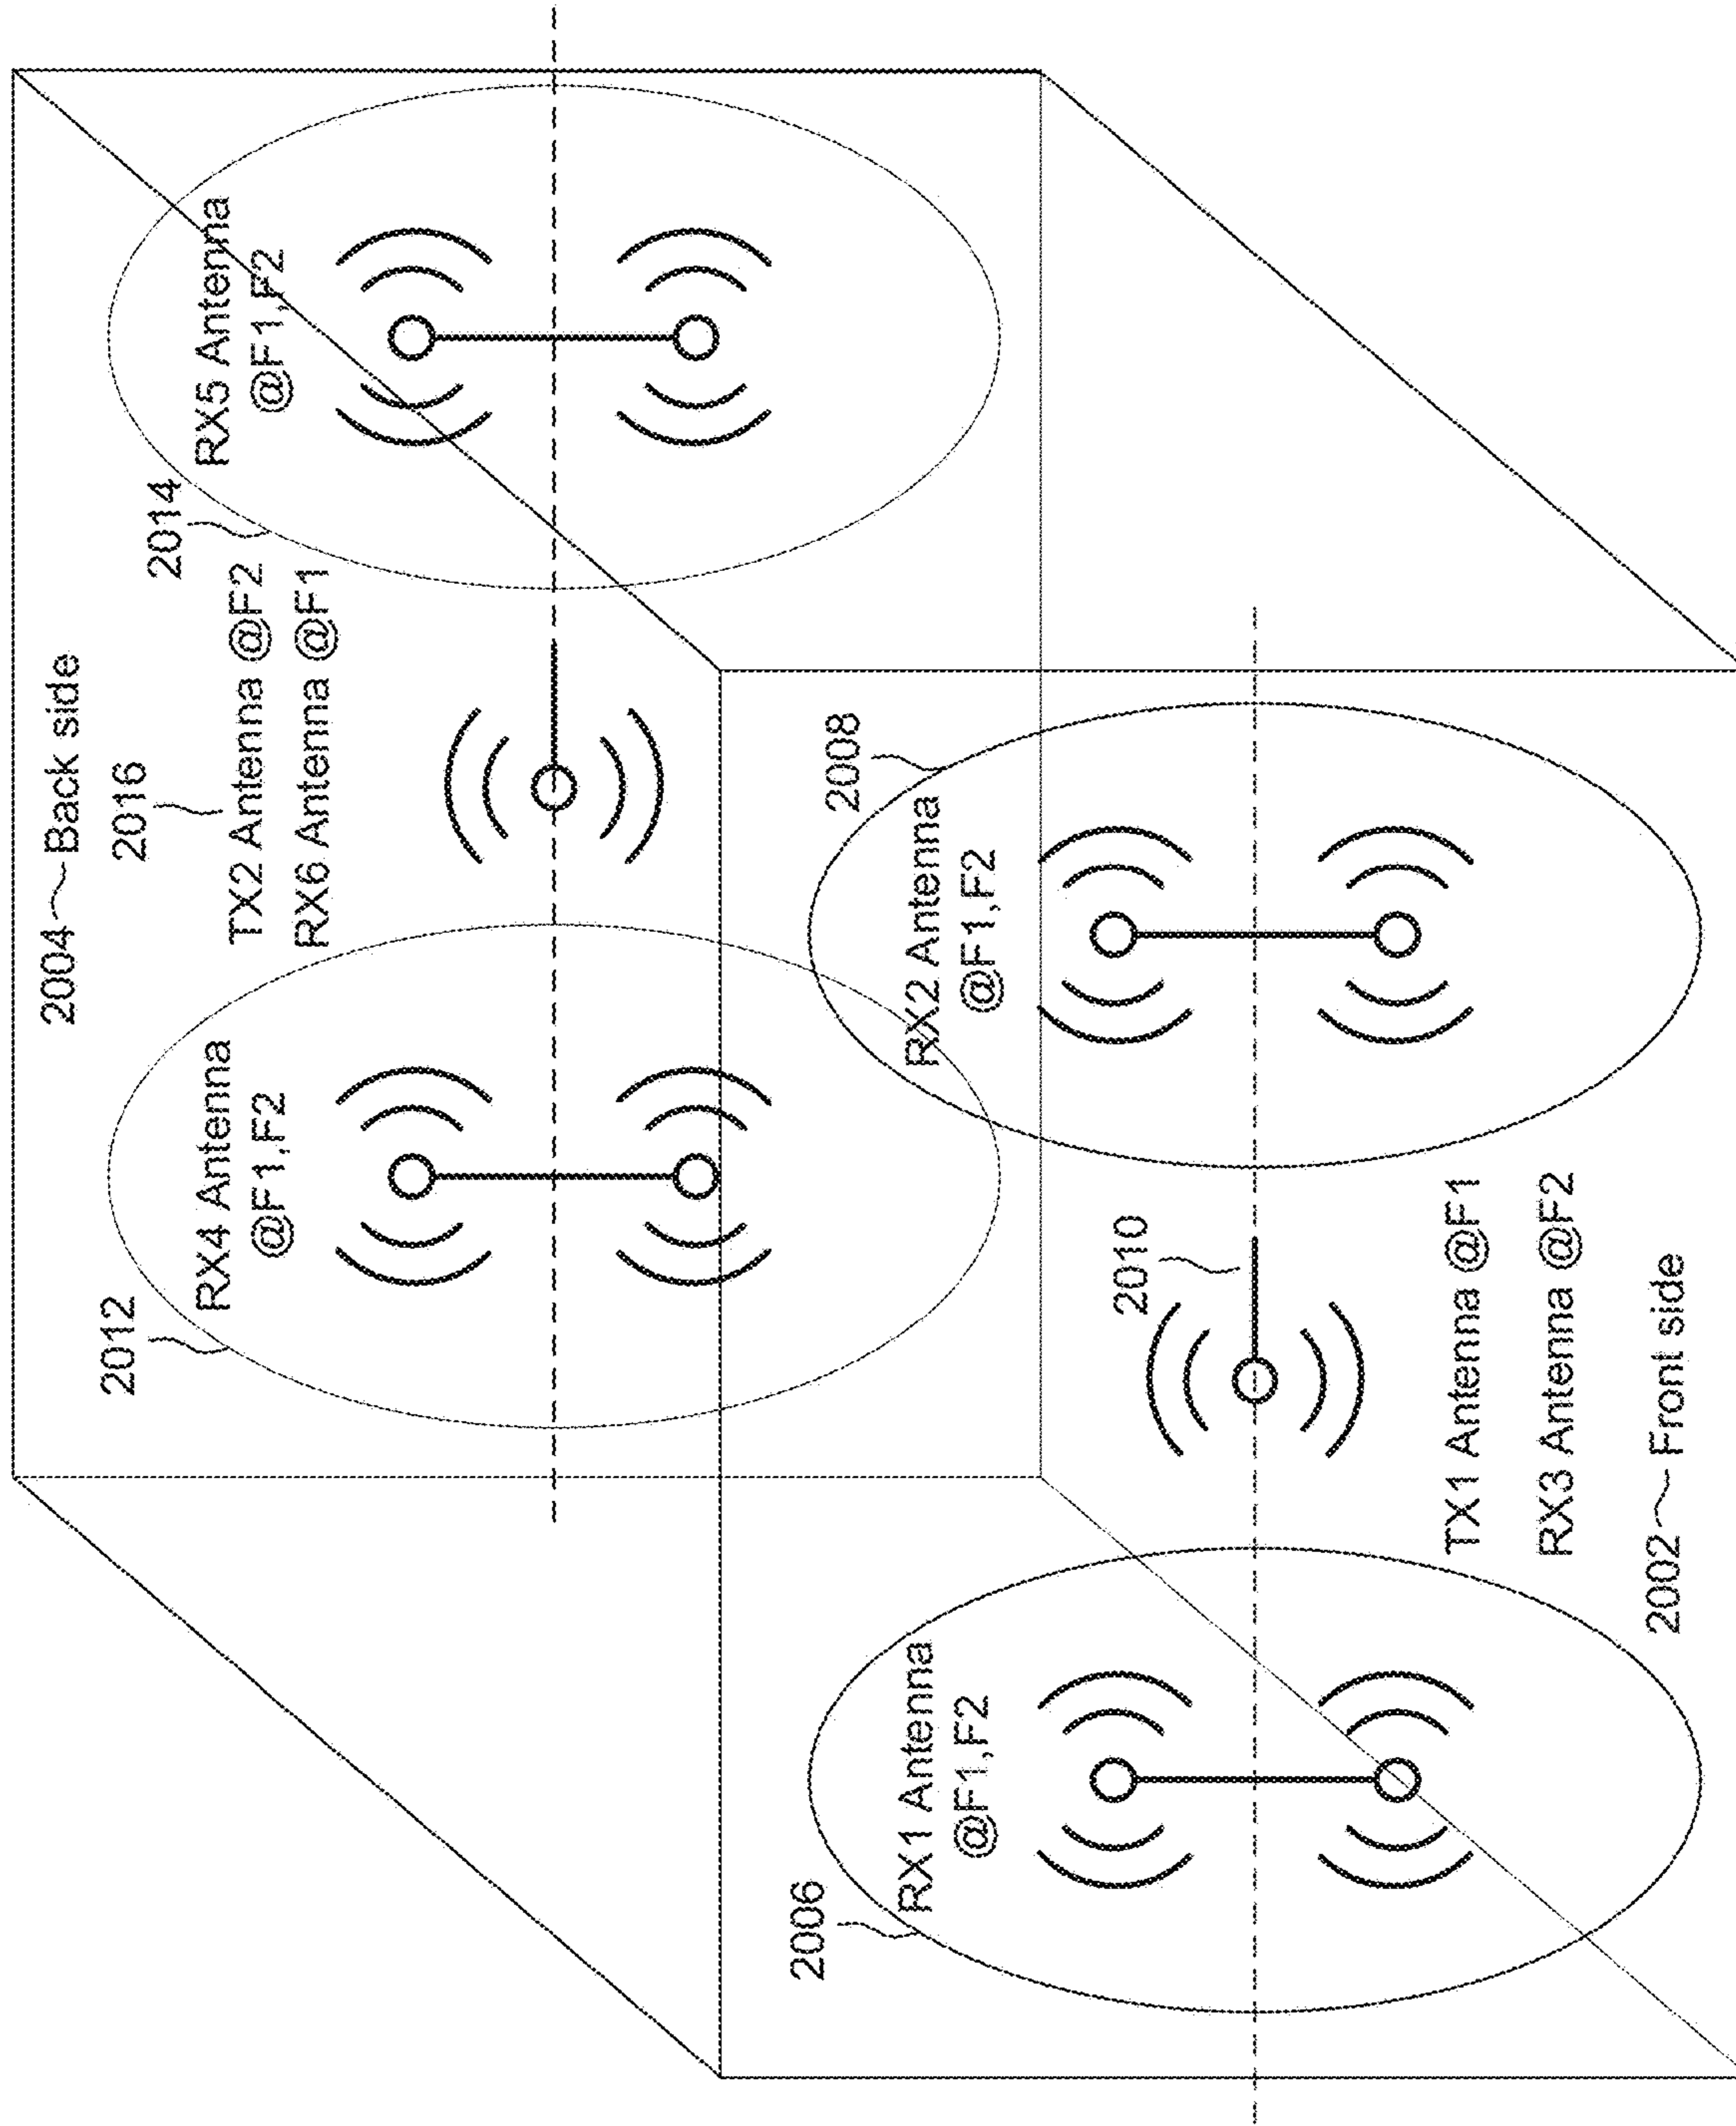 2004 Back side
2016
TX2 Antenna @F2
RX6 Antenna @F1
2012
RX4 Antenna
@F1,F2
2014
RX5 Antenna
@F1,F2
2006
RX1 Antenna
@F1,F2
2008
RX2 Antenna
@F1,F2
2010
TX1 Antenna @F1
RX3 Antenna @F2
2002 Front side